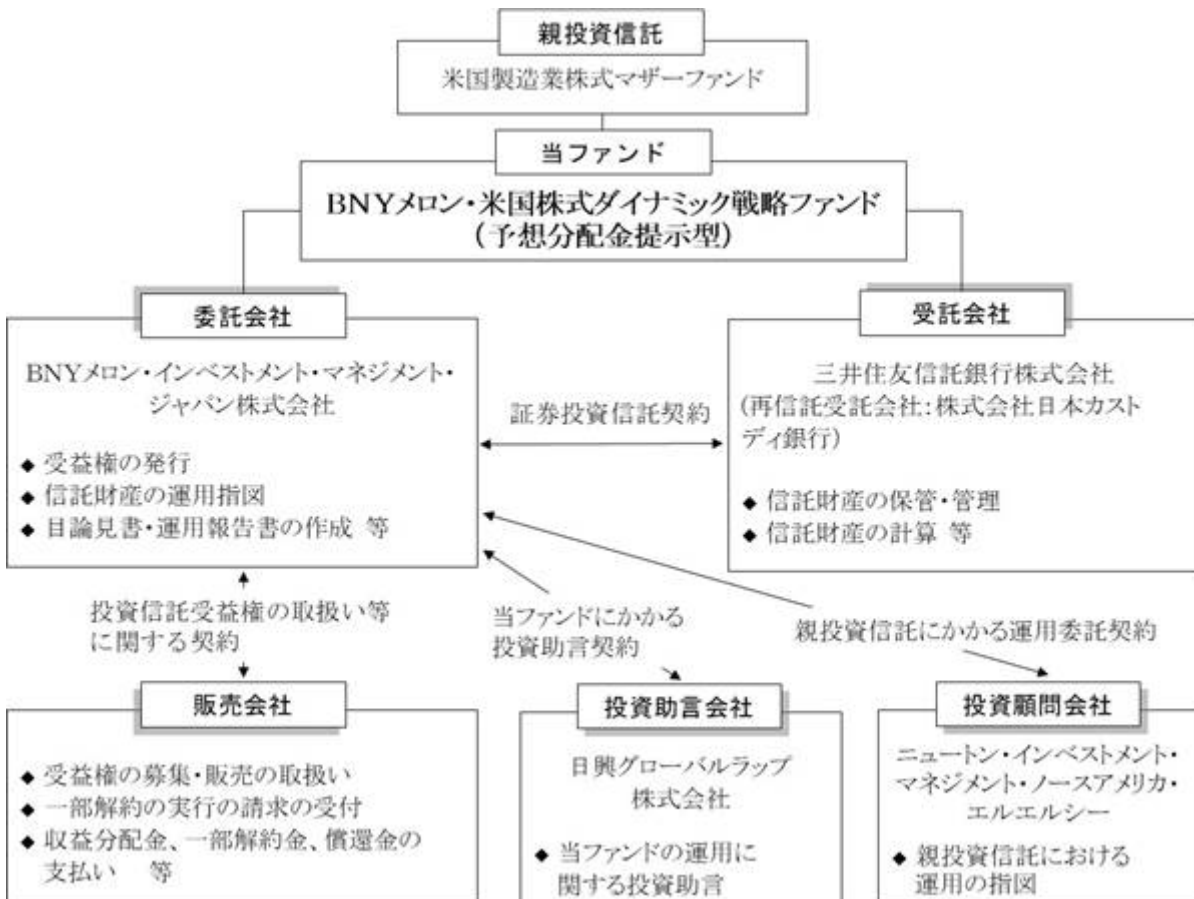 親投資信託
米国製造業株式マザーファンド
当ファンド
BNYメロン・米国株式ダイナミック戦略ファンド
(予想分配金提示型)
委託会社
BNYメロン・インベストメント・マネジメント・
ジャパン株式会社
◆ 受益権の発行
◆ 信託財産の運用指図
◆ 目論見書・運用報告書の作成 等
証券投資信託契約
受託会社
三井住友信託銀行株式会社
(再信託受託会社:株式会社日本カスト
ディ銀行)
◆ 信託財産の保管・管理
◆ 信託財産の計算 等
投資信託受益権の取扱い等
に関する契約
当ファンドにかかる
投資助言契約
親投資信託にかかる運用委託契約
販売会社
◆ 受益権の募集・販売の取扱い
◆ 一部解約の実行の請求の受付
◆ 収益分配金、一部解約金、償還金の
支払い 等
投資助言会社
日興グローバルラップ
株式会社
◆ 当ファンドの運用に
関する投資助言
投資顧問会社
ニュートン・インベストメント・
マネジメント・ノースアメリカ・
エルエルシー
◆ 親投資信託における
運用の指図